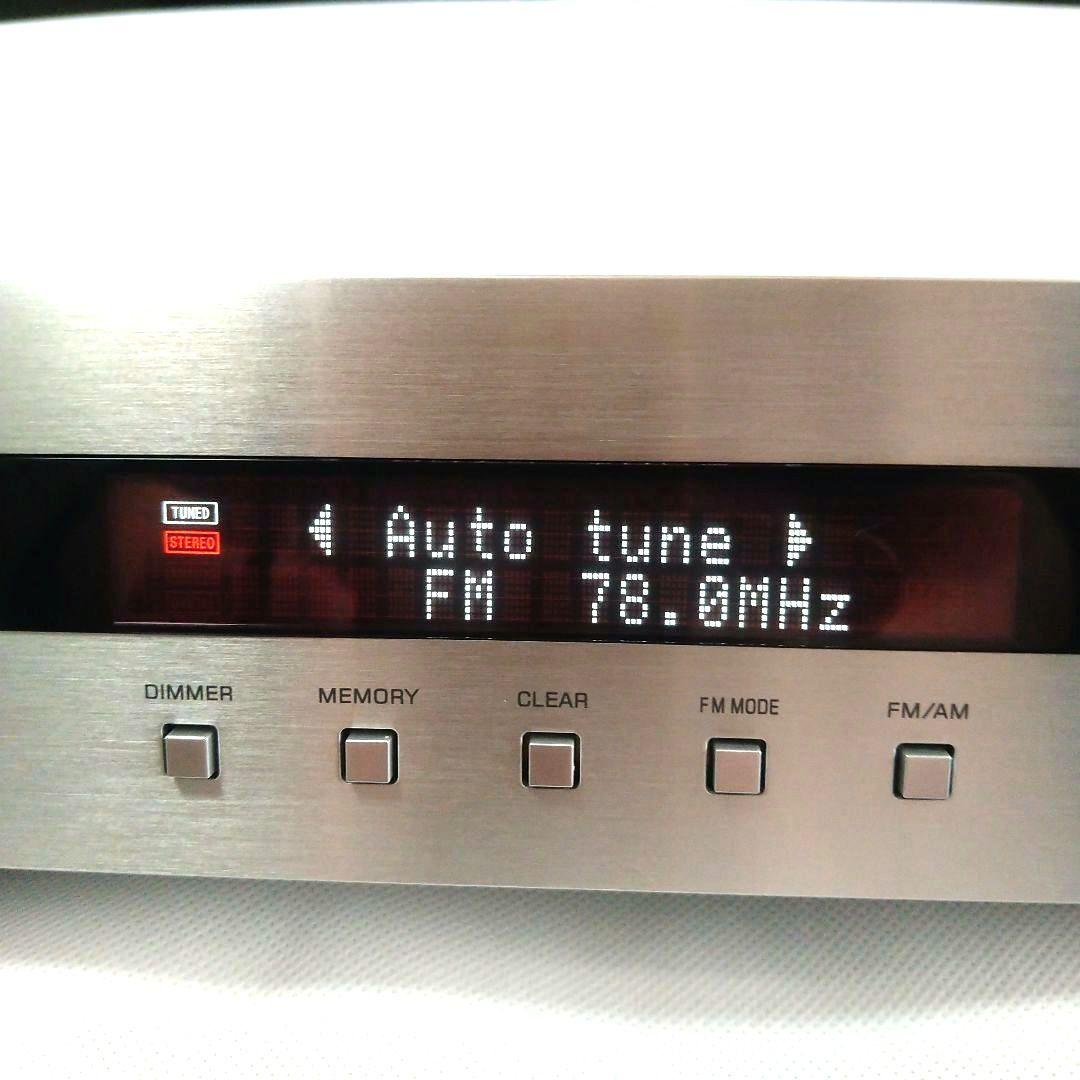 TUNED
STEREO
Auto tune
FM 78.0MHz
DIMMER MEMORY CLEAR FM MODE FM/AM